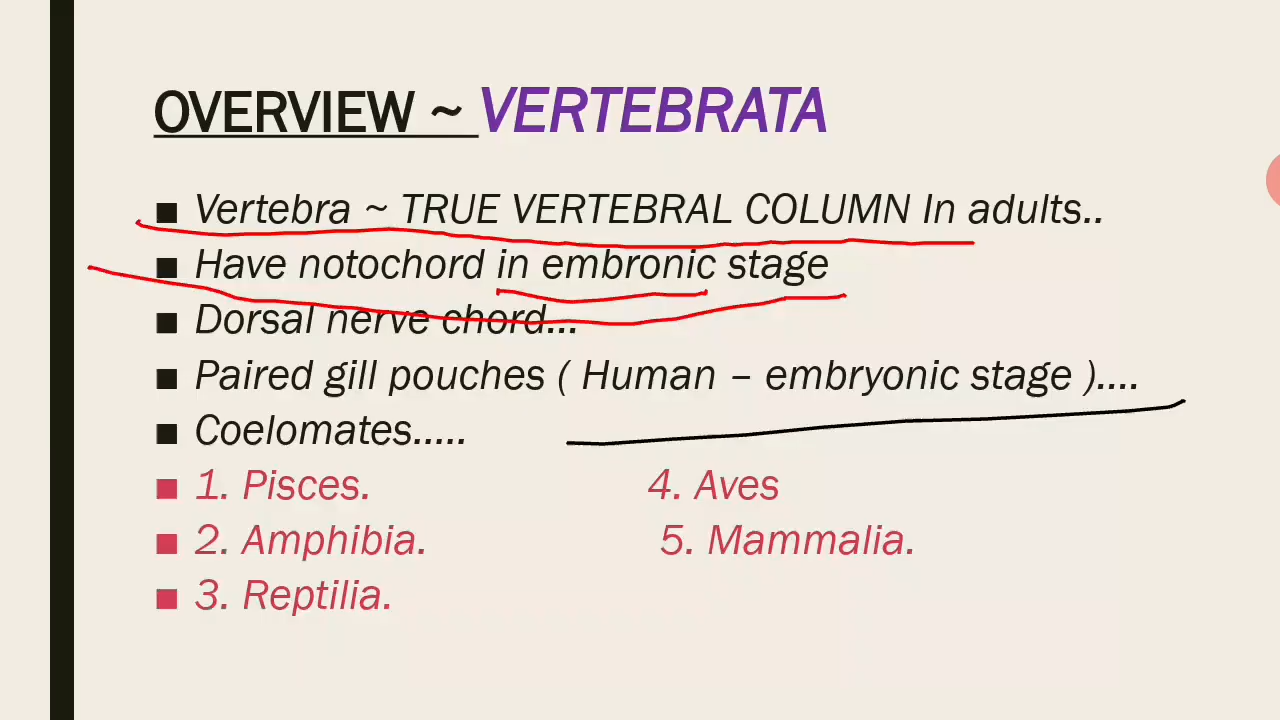 OVERVIEW ~ VERTEBRATA
■ Vertebra ~ TRUE VERTEBRAL COLUMN In adults..
■ Have notochord in embronic stage
■ Dorsal nerve chord...
■ Paired gill pouches ( Human – embryonic stage )....
■ Coelomates.....
■ 1. Pisces. 4. Aves
■ 2. Amphibia. 5. Mammalia.
■ 3. Reptilia.